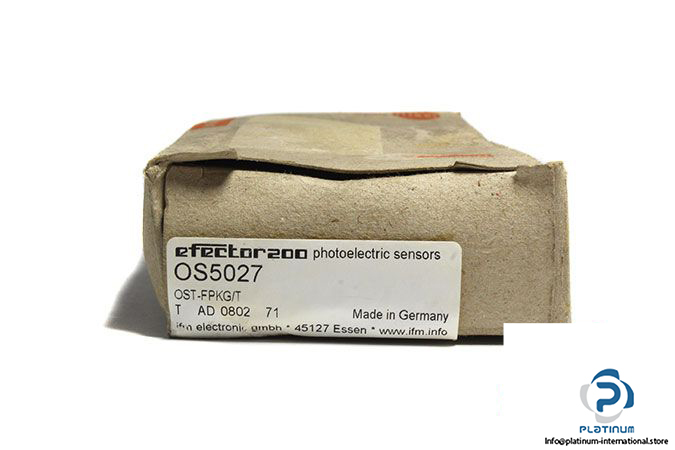 efector200 photoelectric sensors
OS5027
OST-FPKG/T
T AD 0802 71 Made in Germany
ifm electronic gmbh * 45127 Essen * www.ifm.info
PLATINUM
Info@platinum-international.store